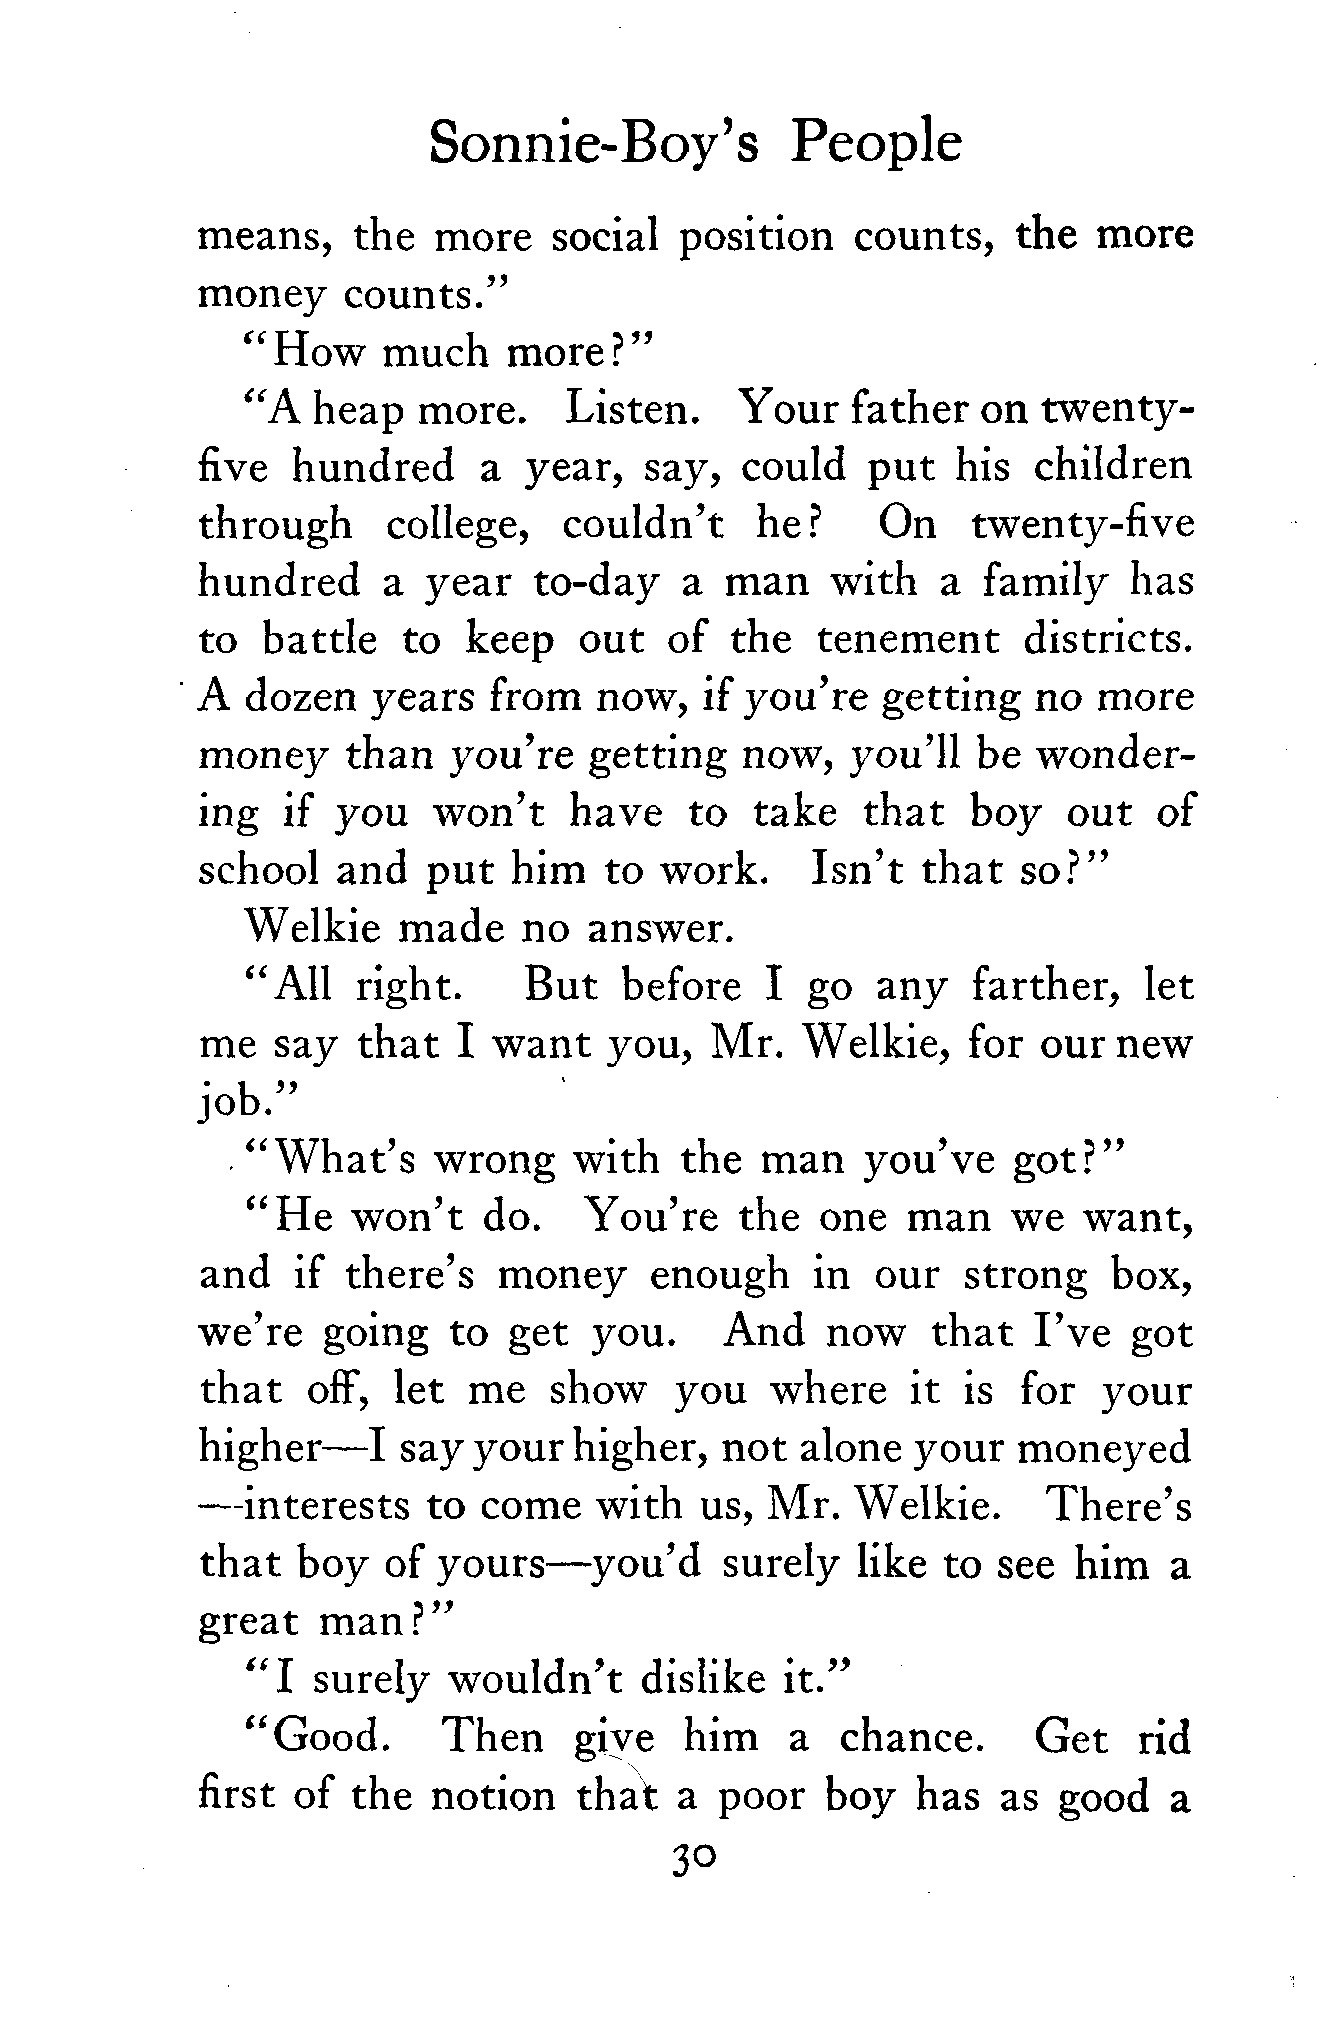 Sonnie-Boy's People
means, the more social position counts, the more
money counts."
"How much more?"
"A heap more. Listen. Your father on twenty-
five hundred a year, say, could put his children
through college, couldn't he? On twenty-five
hundred a year to-day a man with a family has
to battle to keep out of the tenement districts.
A dozen years from now, if you're getting no more
money than you're getting now, you'll be wonder-
ing if you won't have to take that boy out of
school and put him to work. Isn't that so?"
Welkie made no answer.
"All right. But before I go any farther, let
me say that I want you, Mr. Welkie, for our new
job."
"What's wrong with the man you've got?"
"He won't do. You're the one man we want,
and if there's money enough in our strong box,
we're going to get you. And now that I've got
that off, let me show you where it is for your
higher—I say your higher, not alone your moneyed
—interests to come with us, Mr. Welkie. There's
that boy of yours—you'd surely like to see him a
great man?"
"I surely wouldn't dislike it."
"Good. Then give him a chance. Get rid
first of the notion that a poor boy has as good a
30